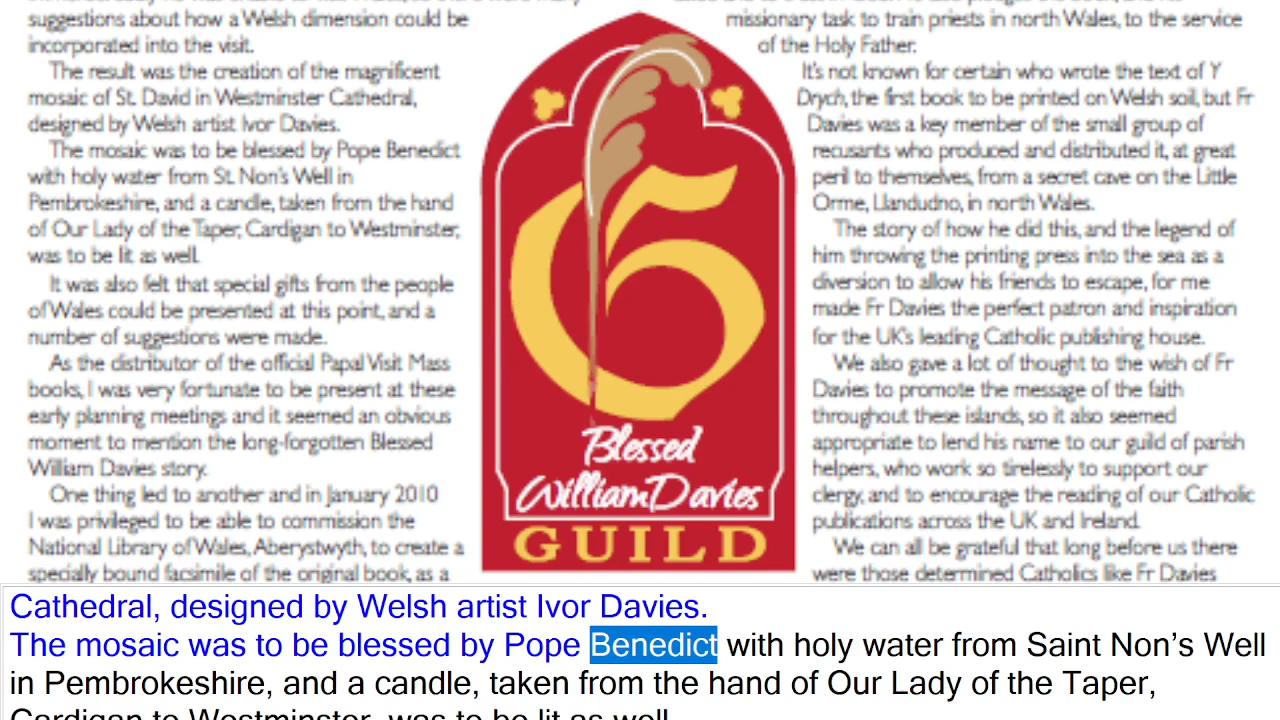 suggestions about how a Welsh dimension could be
incorporated into the visit.
The result was the creation of the magnificent
mosaic of St. David in Westminster Cathedral,
designed by Welsh artist Ivor Davies.
The mosaic was to be blessed by Pope Benedict
with holy water from St. Non's Well in
Pembrokeshire, and a candle, taken from the hand
of Our Lady of the Taper, Cardigan to Westminster,
was to be lit as well.
It was also felt that special gifts from the people
of Wales could be presented at this point, and a
number of suggestions were made.
As the distributor of the official Papal Visit Mass
books, I was very fortunate to be present at these
early planning meetings and it seemed an obvious
moment to mention the long-forgotten Blessed
William Davies story.
One thing led to another and in January 2010
I was privileged to be able to commission the
National Library of Wales, Aberystwyth, to create a
specially bound facsimile of the original book, as a
G
Blessed
William Davies
GUILD
missionary task to train priests in north Wales, to the service
of the Holy Father.
It's not known for certain who wrote the text of Y
Drych, the first book to be printed on Welsh soil, but Fr
Davies was a key member of the small group of
recusants who produced and distributed it, at great
peril to themselves, from a secret cave on the Little
Orme, Llandudno, in north Wales.
The story of how he did this, and the legend of
him throwing the printing press into the sea as a
diversion to allow his friends to escape, for me
made Fr Davies the perfect patron and inspiration
for the UK's leading Catholic publishing house.
We also gave a lot of thought to the wish of Fr
Davies to promote the message of the faith
throughout these islands, so it also seemed
appropriate to lend his name to our guild of parish
helpers, who work so tirelessly to support our
clergy, and to encourage the reading of our Catholic
publications across the UK and Ireland.
We can all be grateful that long before us there
were those determined Catholics like Fr Davies
Cathedral, designed by Welsh artist Ivor Davies.
The mosaic was to be blessed by Pope Benedict with holy water from Saint Non’s Well
in Pembrokeshire, and a candle, taken from the hand of Our Lady of the Taper,
Cardigan to Westminster, was to be lit as well.